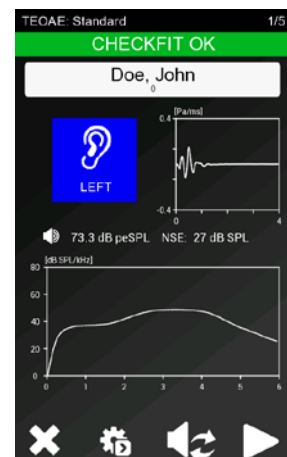 TEOAE: Standard 1/5
CHECKFIT OK
Doe, John
0
[Pa/ms]
0.4
-0.4
0 4
LEFT
73.3 dB peSPL NSE: 27 dB SPL
[dB SPL/kHz]
80
60
40
20
0
0 1 2 3 4 5 6